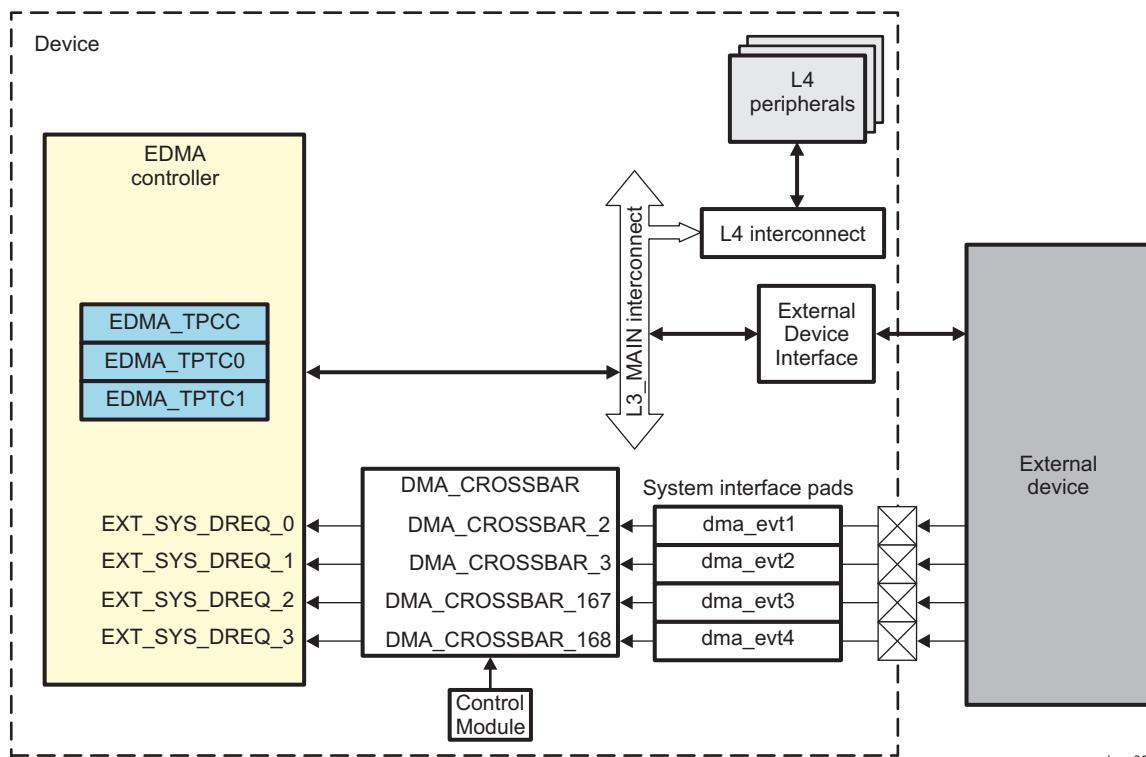 Device
L4
peripherals
EDMA
controller
L3_MAIN interconnect
L4 interconnect
External
Device
Interface
EDMA_TPCC
EDMA_TPTC0
EDMA_TPTC1
External
device
DMA_CROSSBAR
System interface pads
EXT_SYS_DREQ_0
DMA_CROSSBAR_2
dma_evt1
EXT_SYS_DREQ_1
DMA_CROSSBAR_3
dma_evt2
EXT_SYS_DREQ_2
DMA_CROSSBAR_167
dma_evt3
EXT_SYS_DREQ_3
DMA_CROSSBAR_168
dma_evt4
Control
Module